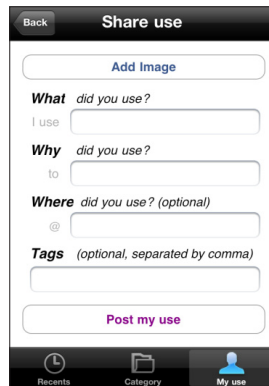 Back Share use
Add Image
What did you use?
I use
Why did you use?
to
Where did you use? (optional)
@
Tags (optional, separated by comma)
Post my use
Recents Category My use